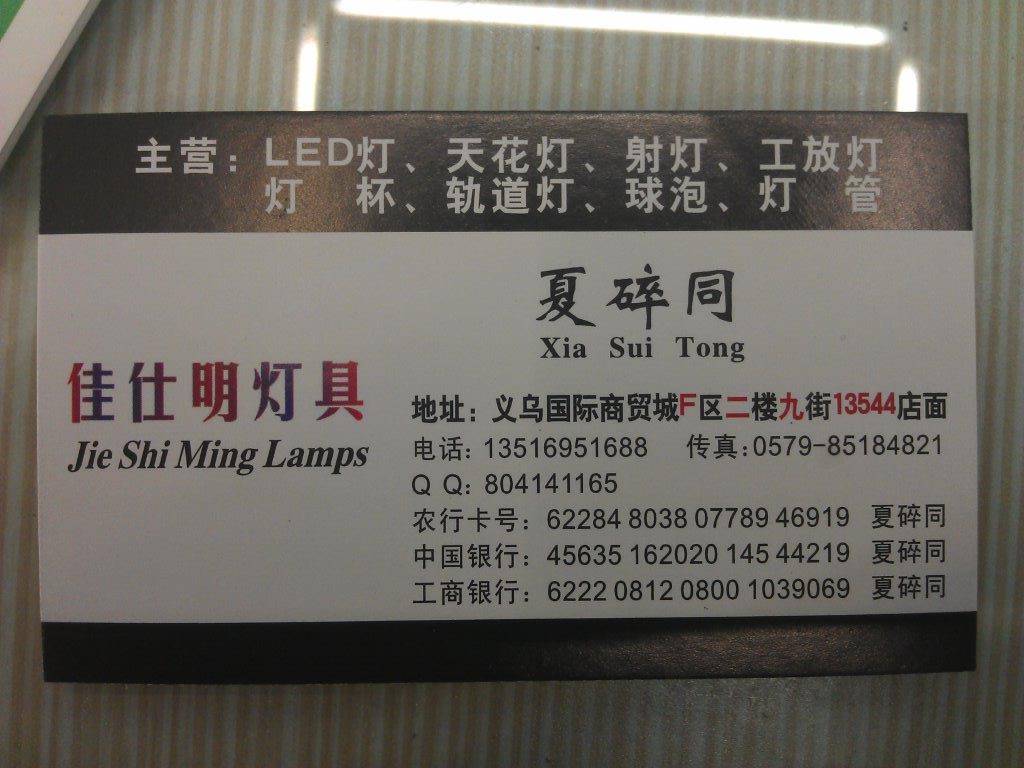 主营：LED灯、天花灯、射灯、工放灯
灯杯、轨道灯、球泡、灯管
夏碎同
Xia Sui Tong
佳仕明灯具
Jie Shi Ming Lamps
地址：义乌国际商贸城F区二楼九街13544店面
电话：13516951688 传真：0579-85184821
QQ：804141165
农行卡号：62284 8038 07789 46919 夏碎同
中国银行：45635 162020 145 44219 夏碎同
工商银行：6222 0812 0800 1039069 夏碎同